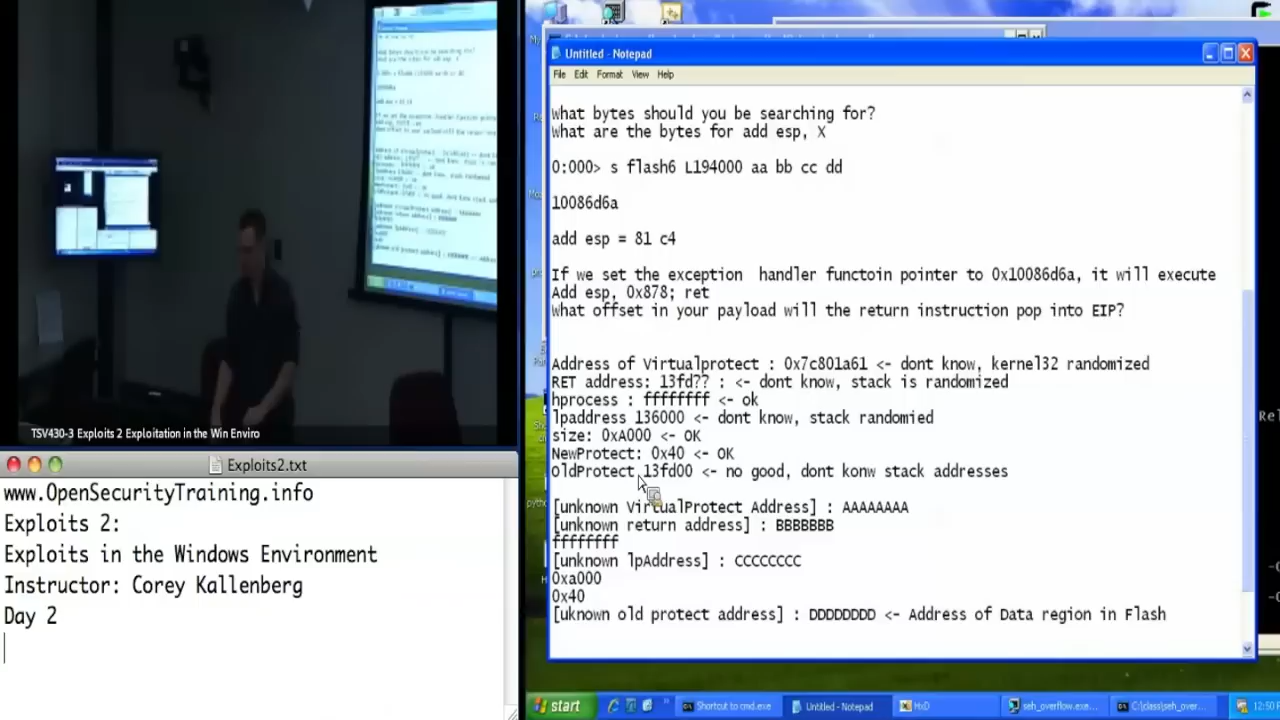 Untitled - Notepad
File Edit Format View Help
What bytes should you be searching for?
What are the bytes for add esp, X
0:000> s flash6 L194000 aa bb cc dd
10086d6a
add esp = 81 c4
If we set the exception handler functoin pointer to 0x10086d6a, it will execute
Add esp, 0x878; ret
What offset in your payload will the return instruction pop into EIP?
Address of Virtualprotect : 0x7c801a61 <- dont know, kernel32 randomized
RET address: 13fd?? : <- dont know, stack is randomized
hprocess : ffffffff <- ok
lpaddress 136000 <- dont know, stack randomied
size: 0xA000 <- OK
NewProtect: 0x40 <- OK
OldProtect 13fd00 <- no good, dont konw stack addresses
[unknown VirtualProtect Address] : AAAAAAAA
[unknown return address] : BBBBBBB
ffffffff
[unknown lpAddress] : CCCCCCCC
0xa000
0x40
[uknown old protect address] : DDDDDDDD <- Address of Data region in Flash
TSV430-3 Exploits 2 Exploitation in the Win Enviro
Exploits2.txt
www.OpenSecurityTraining.info
Exploits 2:
Exploits in the Windows Environment
Instructor: Corey Kallenberg
Day 2
start
Shortcut to cmd.exe
Untitled - Notepad
HxD
seh_overflow.exe...
C:\class\seh_over...
12:50